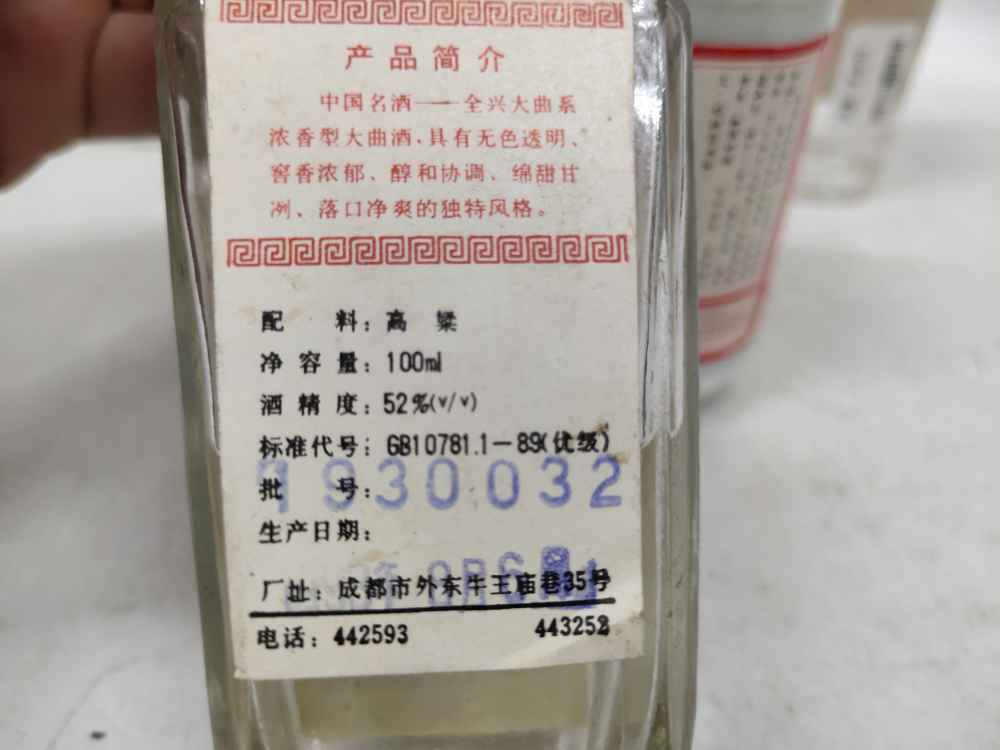 产品简介
中国名酒——全兴大曲系
浓香型大曲酒、具有无色透明、
窖香浓郁、醇和协调、绵甜甘
冽、落口净爽的独特风格。
配 料：高 粱
净容量：100ml
酒精度：52%(v/v)
标准代号：GB10781.1—89(优级)
批 号：1930032
生产日期：
厂址：成都市外东牛王庙巷35号
电话：442593 443252